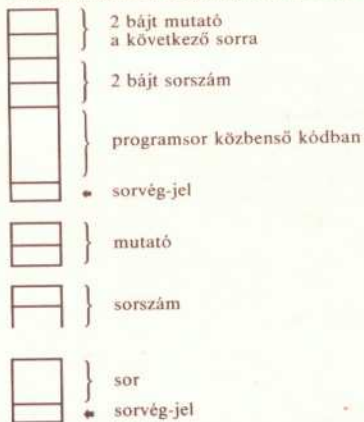 2 bájt mutató
a következő sorra
2 bájt sorszám
programsor közbenső kódban
sorvég-jel
mutató
sorszám
sor
sorvég-jel